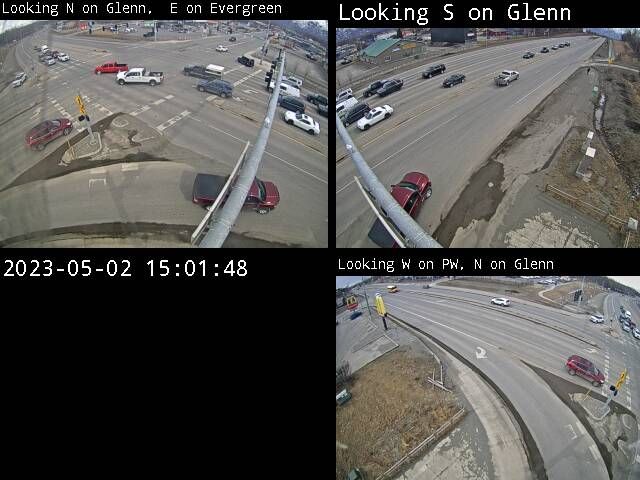 Looking N on Glenn, E on Evergreen
Looking S on Glenn
2023-05-02 15:01:48
Looking W on PW, N on Glenn